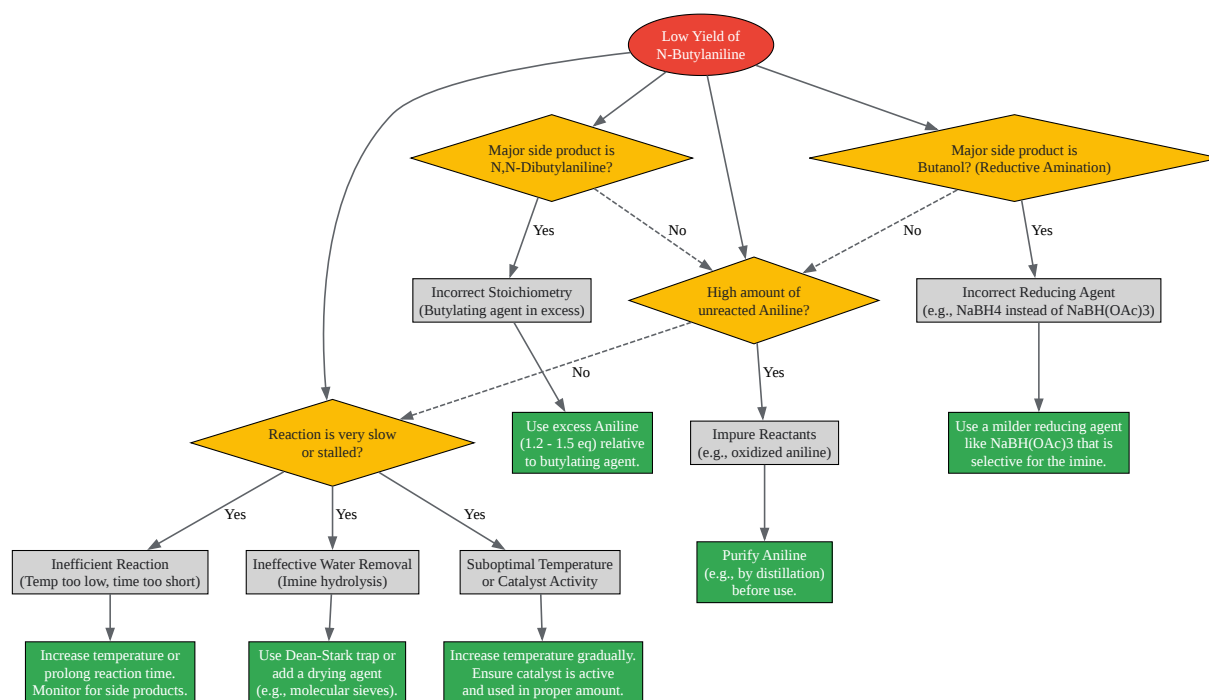 Low Yield of
N-Butylaniline
Major side product is
N,N-Dibutylaniline?
Major side product is
Butanol? (Reductive Amination)
Yes
No
No
Yes
Incorrect Stoichiometry
(Butylating agent in excess)
High amount of
unreacted Aniline?
Incorrect Reducing Agent
(e.g., NaBH4 instead of NaBH(OAc)3)
No
Yes
Reaction is very slow
or stalled?
Use excess Aniline
(1.2 - 1.5 eq) relative
to butylating agent.
Impure Reactants
(e.g., oxidized aniline)
Use a milder reducing agent
like NaBH(OAc)3 that is
selective for the imine.
Yes
Yes
Yes
Inefficient Reaction
(Temp too low, time too short)
Ineffective Water Removal
(Imine hydrolysis)
Suboptimal Temperature
or Catalyst Activity
Purify Aniline
(e.g., by distillation)
before use.
Increase temperature or
prolong reaction time.
Monitor for side products.
Use Dean-Stark trap or
add a drying agent
(e.g., molecular sieves).
Increase temperature gradually.
Ensure catalyst is active
and used in proper amount.